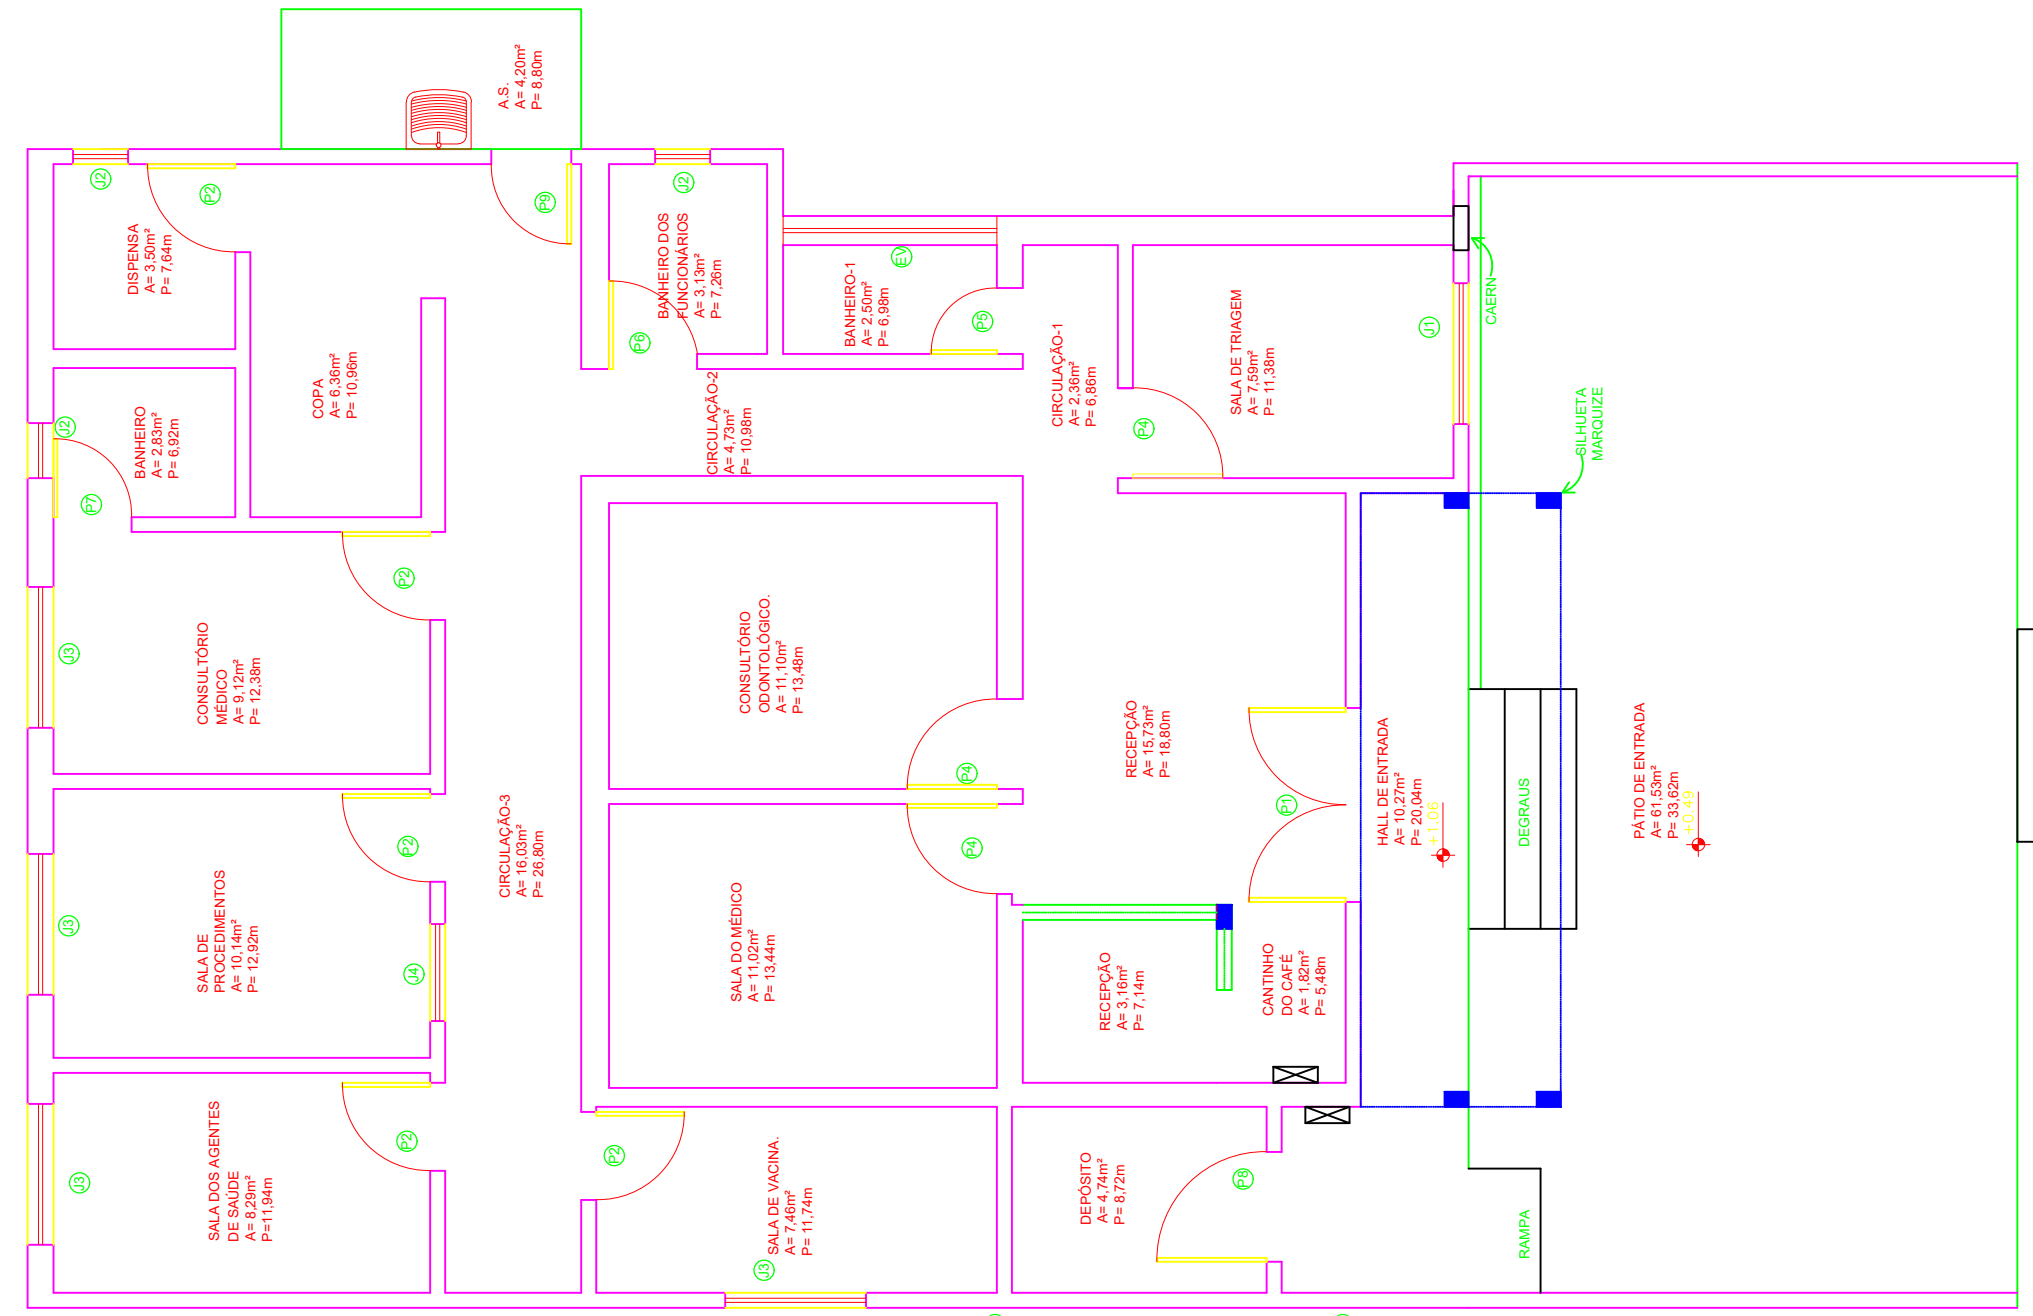 A.S.
A= 4,20m²
P= 8,80m
J2
P2
P9
J2
DISPENSA
A= 3,50m²
P= 7,64m
BANHEIRO DOS
FUNCIONÁRIOS
A= 3,13m²
P= 7,26m
EV
BANHEIRO-1
A= 2,50m²
P= 6,98m
P5
P6
CIRCULAÇÃO-1
A= 2,36m²
P= 6,86m
SALA DE TRIAGEM
A= 7,59m²
P= 11,38m
J1
CAERN
COPA
A= 6,36m²
P= 10,96m
J2
BANHEIRO
A= 2,83m²
P= 6,92m
P7
CIRCULAÇÃO-2
A= 4,73m²
P= 10,98m
P4
SILHUETA
MARQUIZE
P2
J3
CONSULTÓRIO
MÉDICO
A= 9,12m²
P= 12,38m
CONSULTÓRIO
ODONTOLÓGICO.
A= 11,10m²
P= 13,48m
P4
RECEPÇÃO
A= 15,73m²
P= 18,80m
P1
HALL DE ENTRADA
A= 10,27m²
P= 20,04m
+1.06
DEGRAUS
PÁTIO DE ENTRADA
A= 61,53m²
P= 33,62m
+0.49
P2
CIRCULAÇÃO-3
A= 16,03m²
P= 26,80m
P4
J3
SALA DE
PROCEDIMENTOS
A= 10,14m²
P= 12,92m
J4
SALA DO MÉDICO
A= 11,02m²
P= 13,44m
RECEPÇÃO
A= 3,16m²
P= 7,14m
CANTINHO
DO CAFÉ
A= 1,82m²
P= 5,48m
J3
SALA DOS AGENTES
DE SAÚDE
A= 8,29m²
P=11,94m
P2
P2
SALA DE VACINA.
A= 7,46m²
P= 11,74m
J3
DEPÓSITO
A= 4,74m²
P= 8,72m
P8
RAMPA